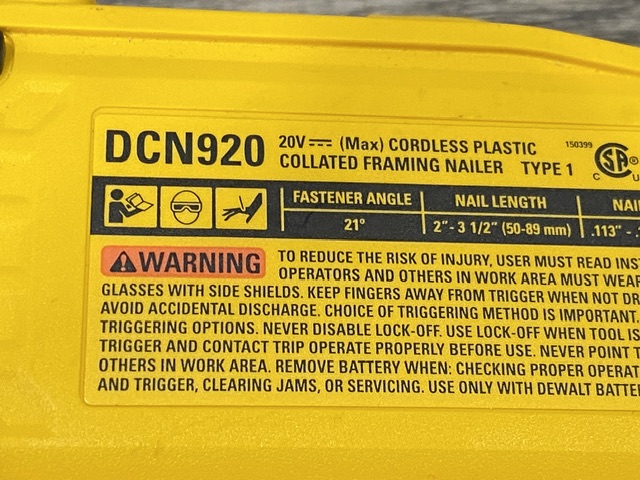 DCN920 20V (Max) CORDLESS PLASTIC
COLLATED FRAMING NAILER TYPE 1
150399
CSA ®
C U
FASTENER ANGLE NAIL LENGTH
21° 2"- 3 1/2" (50-89 mm) .113" -
WARNING TO REDUCE THE RISK OF INJURY, USER MUST READ
OPERATORS AND OTHERS IN WORK AREA MUST
GLASSES WITH SIDE SHIELDS. KEEP FINGERS AWAY FROM TRIGGER WHEN NOT
AVOID ACCIDENTAL DISCHARGE. CHOICE OF TRIGGERING METHOD IS IMPORTANT.
TRIGGERING OPTIONS. NEVER DISABLE LOCK-OFF. USE LOCK-OFF WHEN TOOL IS
TRIGGER AND CONTACT TRIP OPERATE PROPERLY BEFORE USE. NEVER POINT
OTHERS IN WORK AREA. REMOVE BATTERY WHEN: CHECKING PROPER
AND TRIGGER, CLEARING JAMS, OR SERVICING. USE ONLY WITH DEWALT